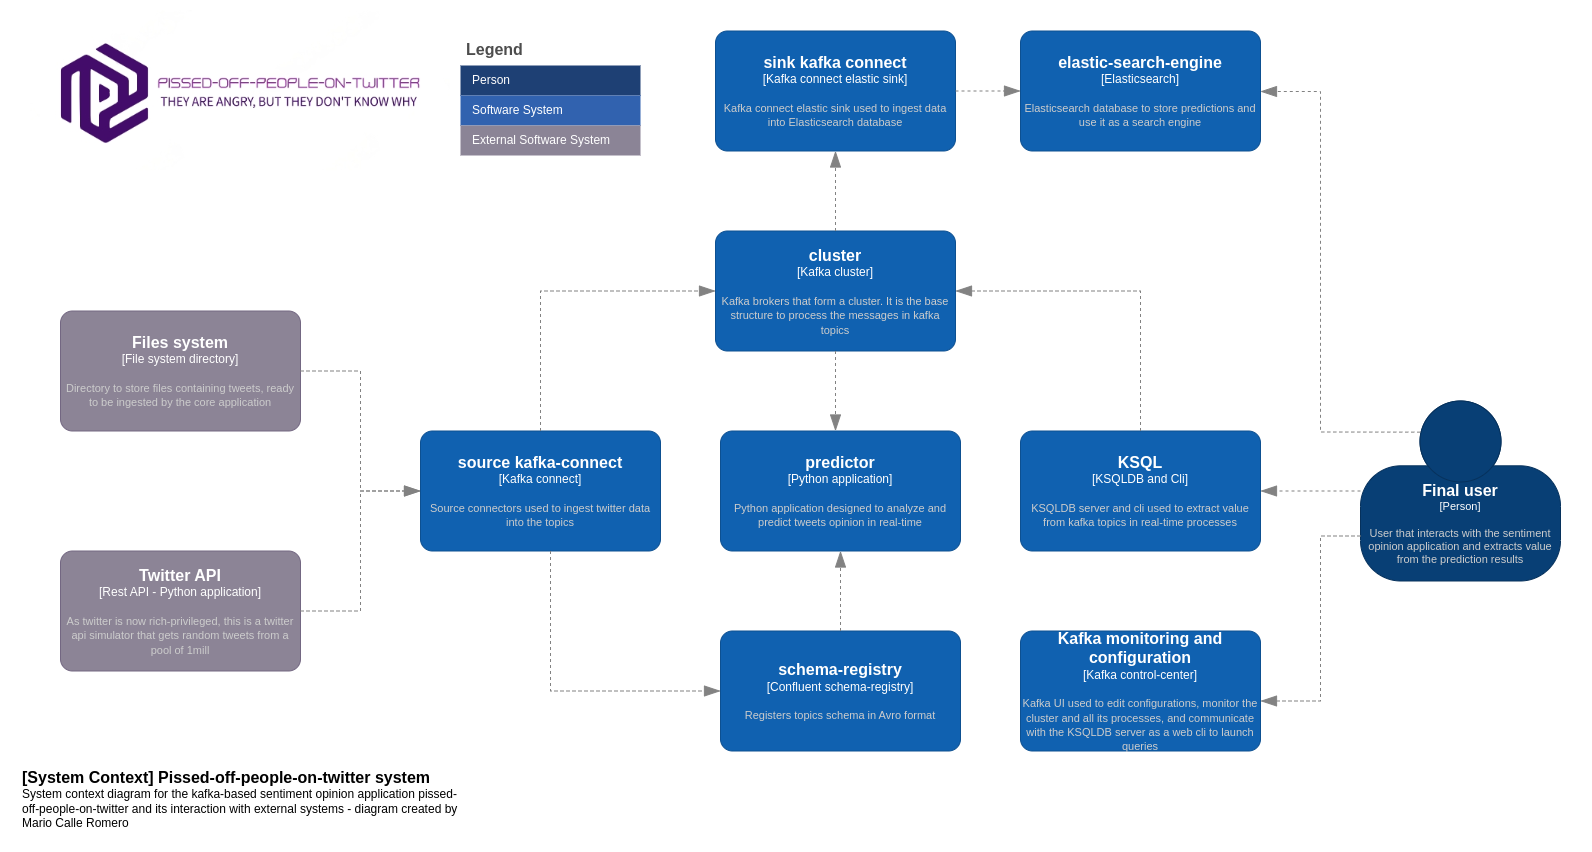 PISSED-OFF-PEOPLE-ON-TWITTER
THEY ARE ANGRY, BUT THEY DON'T KNOW WHY
Legend
Person
Software System
External Software System
sink kafka connect
[Kafka connect elastic sink]
Kafka connect elastic sink used to ingest data
into Elasticsearch database
elastic-search-engine
[Elasticsearch]
Elasticsearch database to store predictions and
use it as a search engine
cluster
[Kafka cluster]
Kafka brokers that form a cluster. It is the base
structure to process the messages in kafka
topics
Files system
[File system directory]
Directory to store files containing tweets, ready
to be ingested by the core application
source kafka-connect
[Kafka connect]
Source connectors used to ingest twitter data
into the topics
predictor
[Python application]
Python application designed to analyze and
predict tweets opinion in real-time
KSQL
[KSQLDB and Cli]
KSQLDB server and cli used to extract value
from kafka topics in real-time processes
Final user
[Person]
User that interacts with the sentiment
opinion application and extracts value
from the prediction results
Twitter API
[Rest API - Python application]
As twitter is now rich-privileged, this is a twitter
api simulator that gets random tweets from a
pool of 1mill
schema-registry
[Confluent schema-registry]
Registers topics schema in Avro format
Kafka monitoring and
configuration
[Kafka control-center]
Kafka UI used to edit configurations, monitor the
cluster and all its processes, and communicate
with the KSQLDB server as a web cli to launch
queries
[System Context] Pissed-off-people-on-twitter system
System context diagram for the kafka-based sentiment opinion application pissed-
off-people-on-twitter and its interaction with external systems - diagram created by
Mario Calle Romero